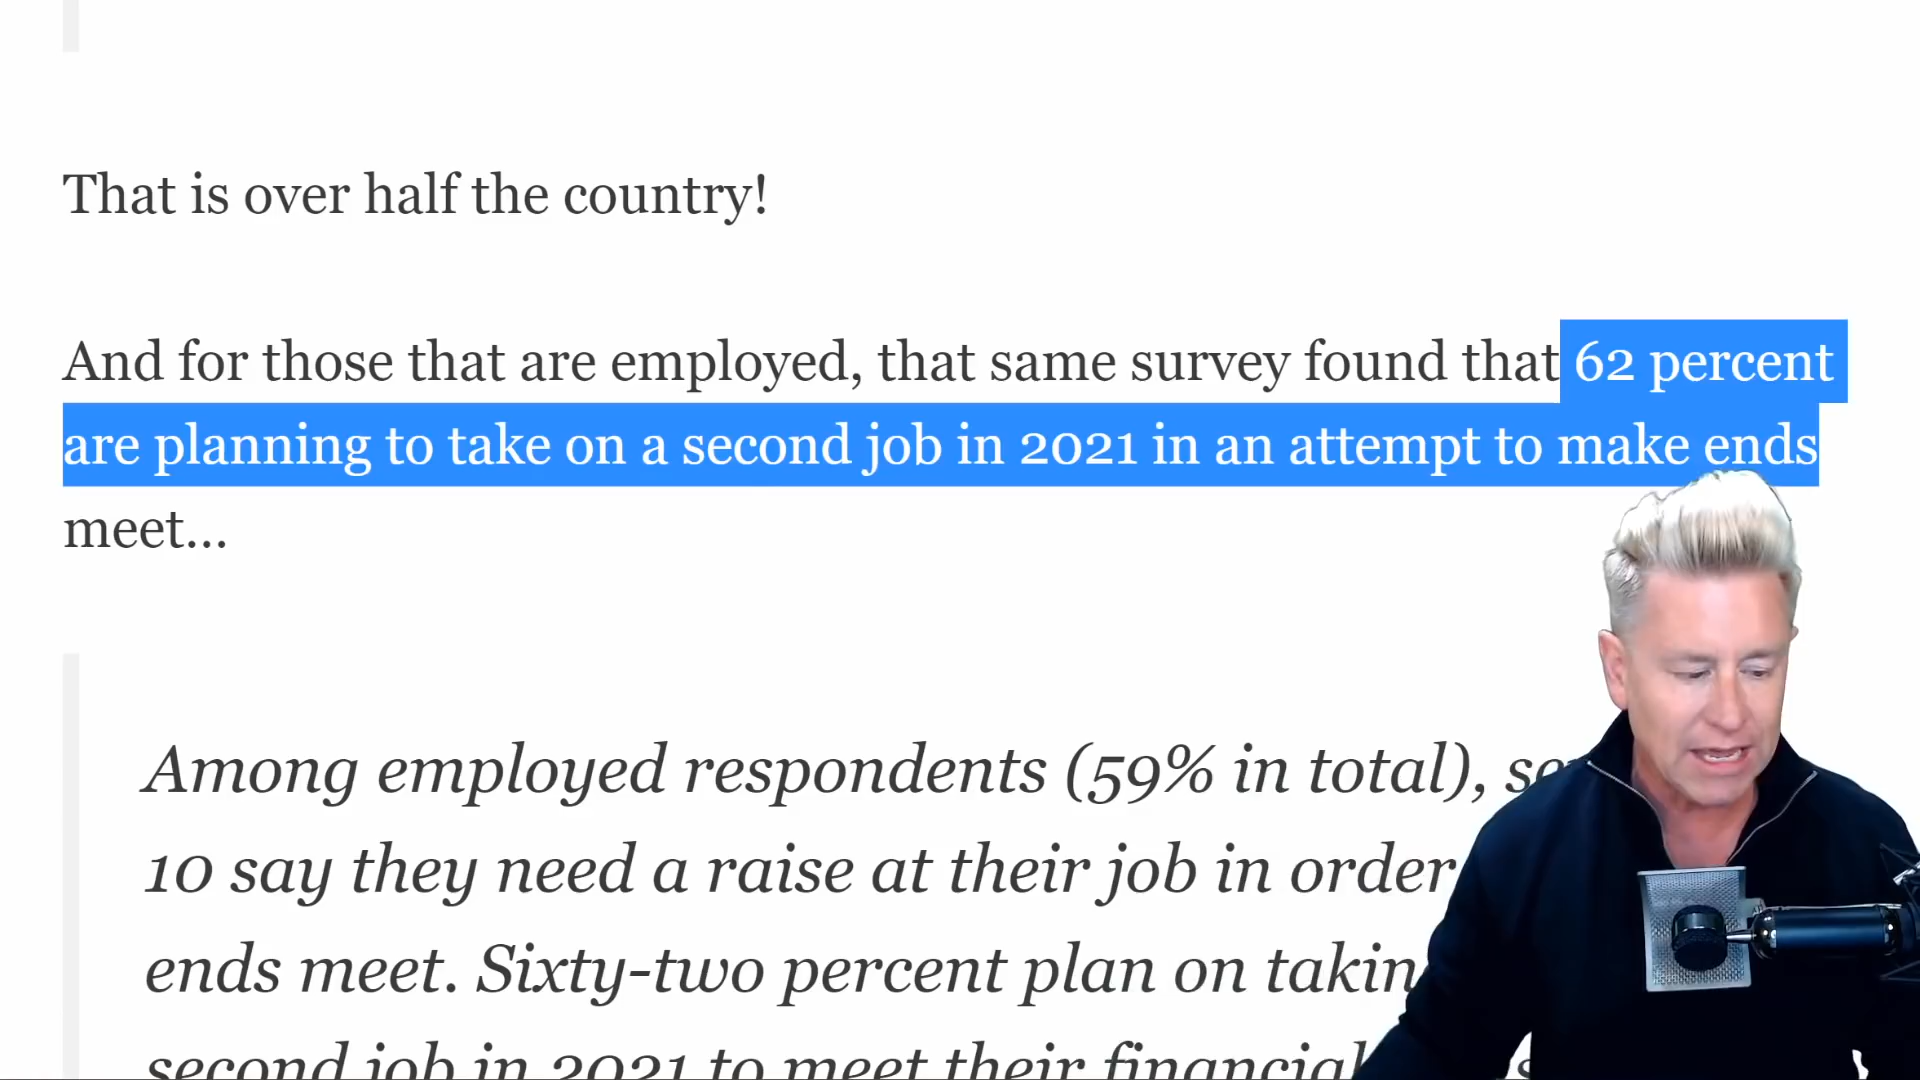 That is over half the country!
And for those that are employed, that same survey found that 62 percent
are planning to take on a second job in 2021 in an attempt to make ends
meet...
Among employed respondents (59% in total),
10 say they need a raise at their job in order
ends meet. Sixty-two percent plan on
second job in 2021 to meet their financial